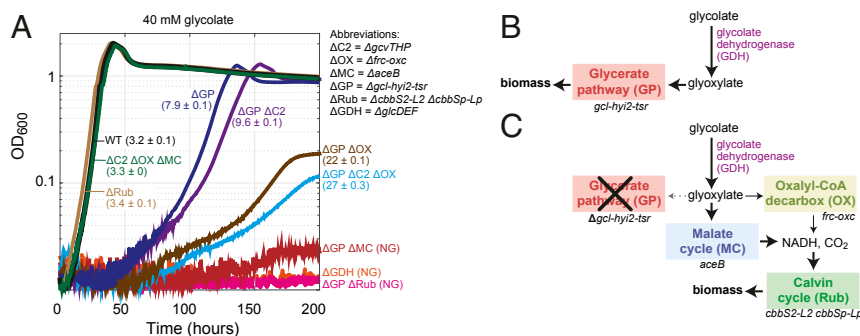 A
40 mM glycolate
OD600
1
0.1
0
50
100
150
200
Time (hours)
WT (3.2 ± 0.1)
ΔC2 ΔOX ΔMC
(3.3 ± 0)
ΔRub
(3.4 ± 0.1)
ΔGP
(7.9 ± 0.1)
ΔGP ΔC2
(9.6 ± 0.1)
ΔGP ΔOX
(22 ± 0.1)
ΔGP ΔC2 ΔOX
(27 ± 0.3)
ΔGP ΔMC (NG)
ΔGDH (NG)
ΔGP ΔRub (NG)
Abbreviations:
ΔC2 = ΔgcvTHP
ΔOX = Δfrc-oxc
ΔMC = ΔaceB
ΔGP = Δgcl-hyi2-tsr
ΔRub = ΔcbbS2-L2 ΔcbbSp-Lp
ΔGDH = ΔglcDEF
B
glycolate
glycolate
dehydrogenase
(GDH)
biomass
Glycerate
pathway (GP)
glyoxylate
gcl-hyi2-tsr
C
glycolate
glycolate
dehydrogenase
(GDH)
Glycerate
pathway (GP)
glyoxylate
Oxalyl-CoA
decarbox (OX)
Δgcl-hyi2-tsr
frc-oxc
Malate
cycle (MC)
NADH, CO2
aceB
biomass
Calvin
cycle (Rub)
cbbS2-L2 cbbSp-Lp